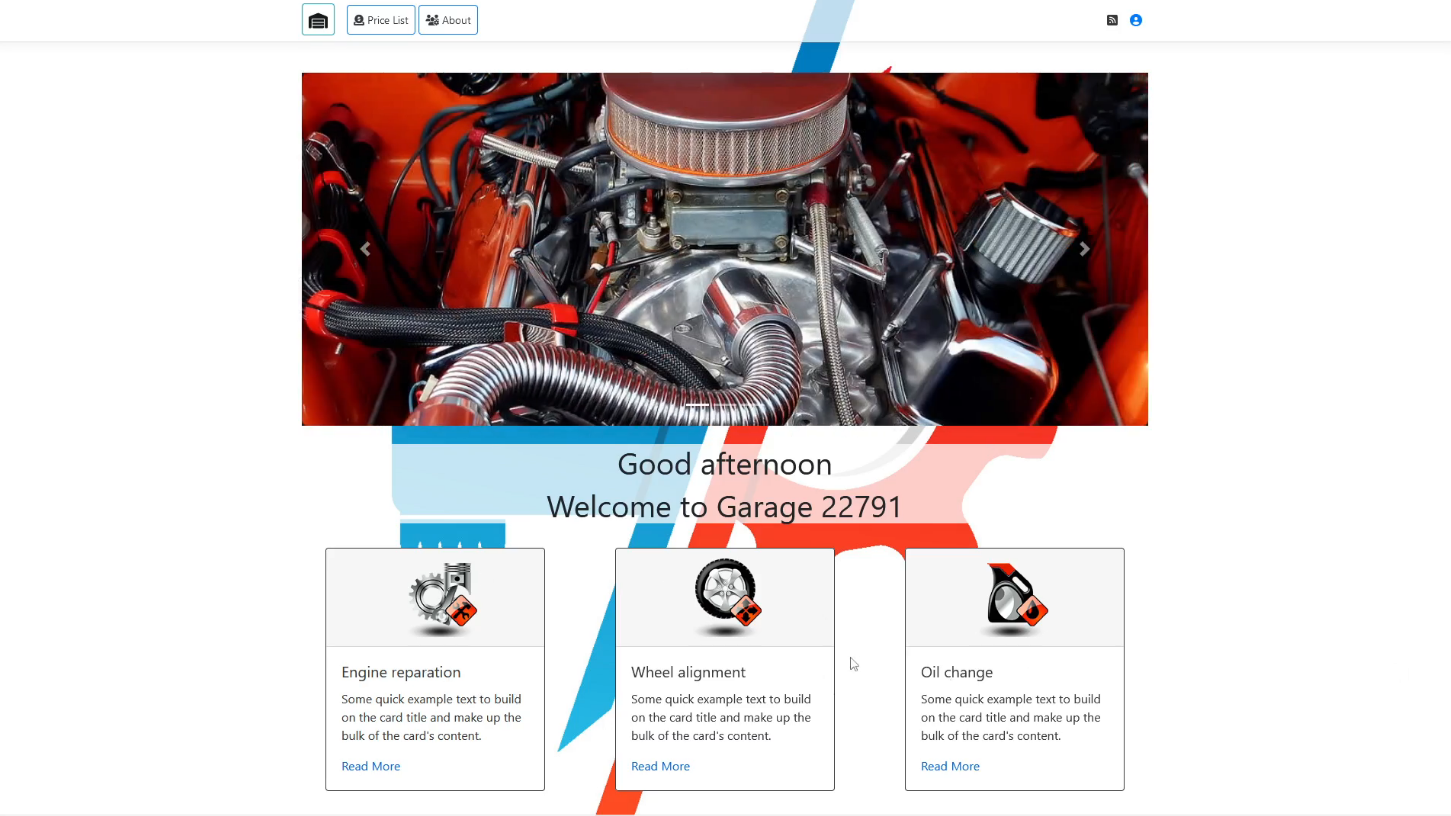 Price List
About
Good afternoon
Welcome to Garage 22791
Engine reparation
Some quick example text to build
on the card title and make up the
bulk of the card's content.
Read More
Wheel alignment
Some quick example text to build
on the card title and make up the
bulk of the card's content.
Read More
Oil change
Some quick example text to build
on the card title and make up the
bulk of the card's content.
Read More